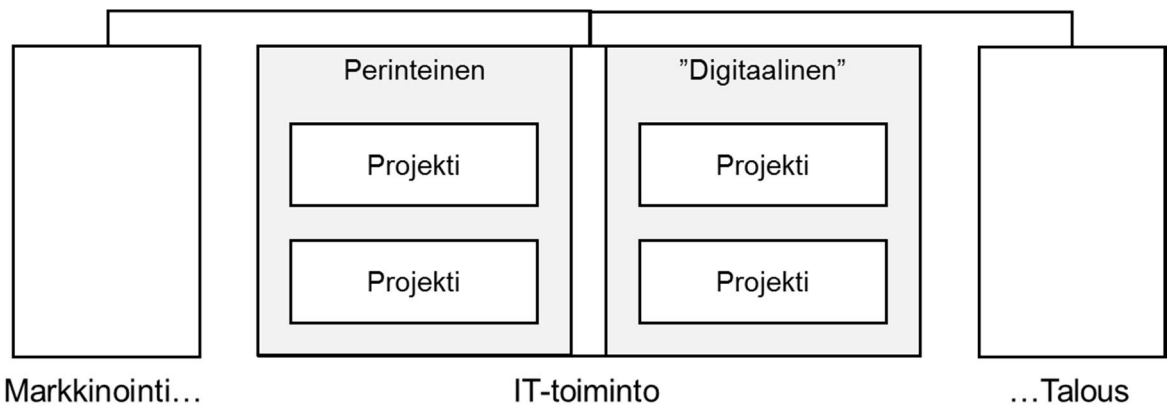 Perinteinen
”Digitaalinen”
Projekti
Projekti
Projekti
Projekti
Markkinointi…
IT-toiminto
…Talous